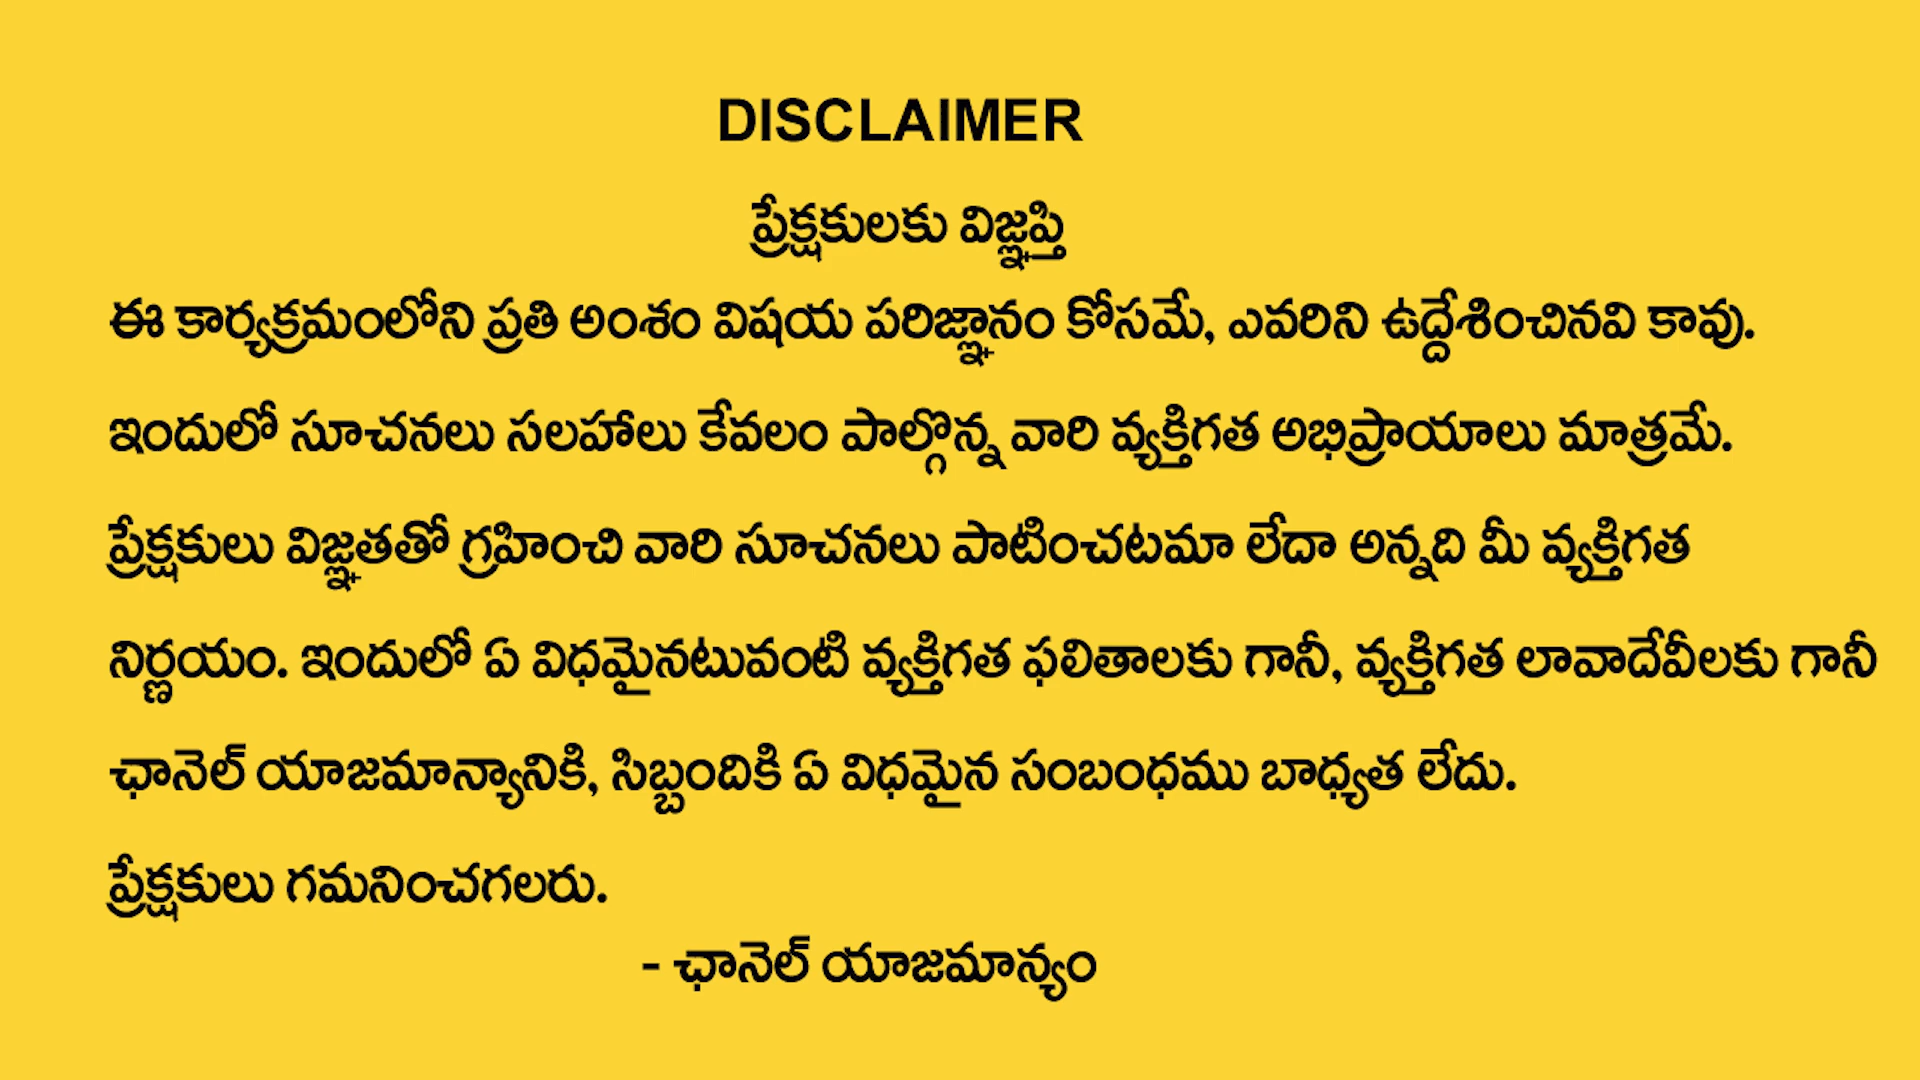 DISCLAIMER
ప్రేక్షకులకు విజ్ఞప్తి
ఈ కార్యక్రమంలోని ప్రతి అంశం విషయ పరిజ్ఞానం కోసమే, ఎవరిని ఉద్దేశించినవి కావు.
ఇందులో సూచనలు సలహాలు కేవలం పాల్గొన్న వారి వ్యక్తిగత అభిప్రాయాలు మాత్రమే.
ప్రేక్షకులు విజ్ఞతతో గ్రహించి వారి సూచనలు పాటించటమా లేదా అన్నది మీ వ్యక్తిగత
నిర్ణయం. ఇందులో ఏ విధమైనటువంటి వ్యక్తిగత ఫలితాలకు గానీ, వ్యక్తిగత లావాదేవీలకు గానీ
ఛానెల్ యాజమాన్యానికి, సిబ్బందికి ఏ విధమైన సంబంధము బాధ్యత లేదు.
ప్రేక్షకులు గమనించగలరు.
- ఛానెల్ యాజమాన్యం